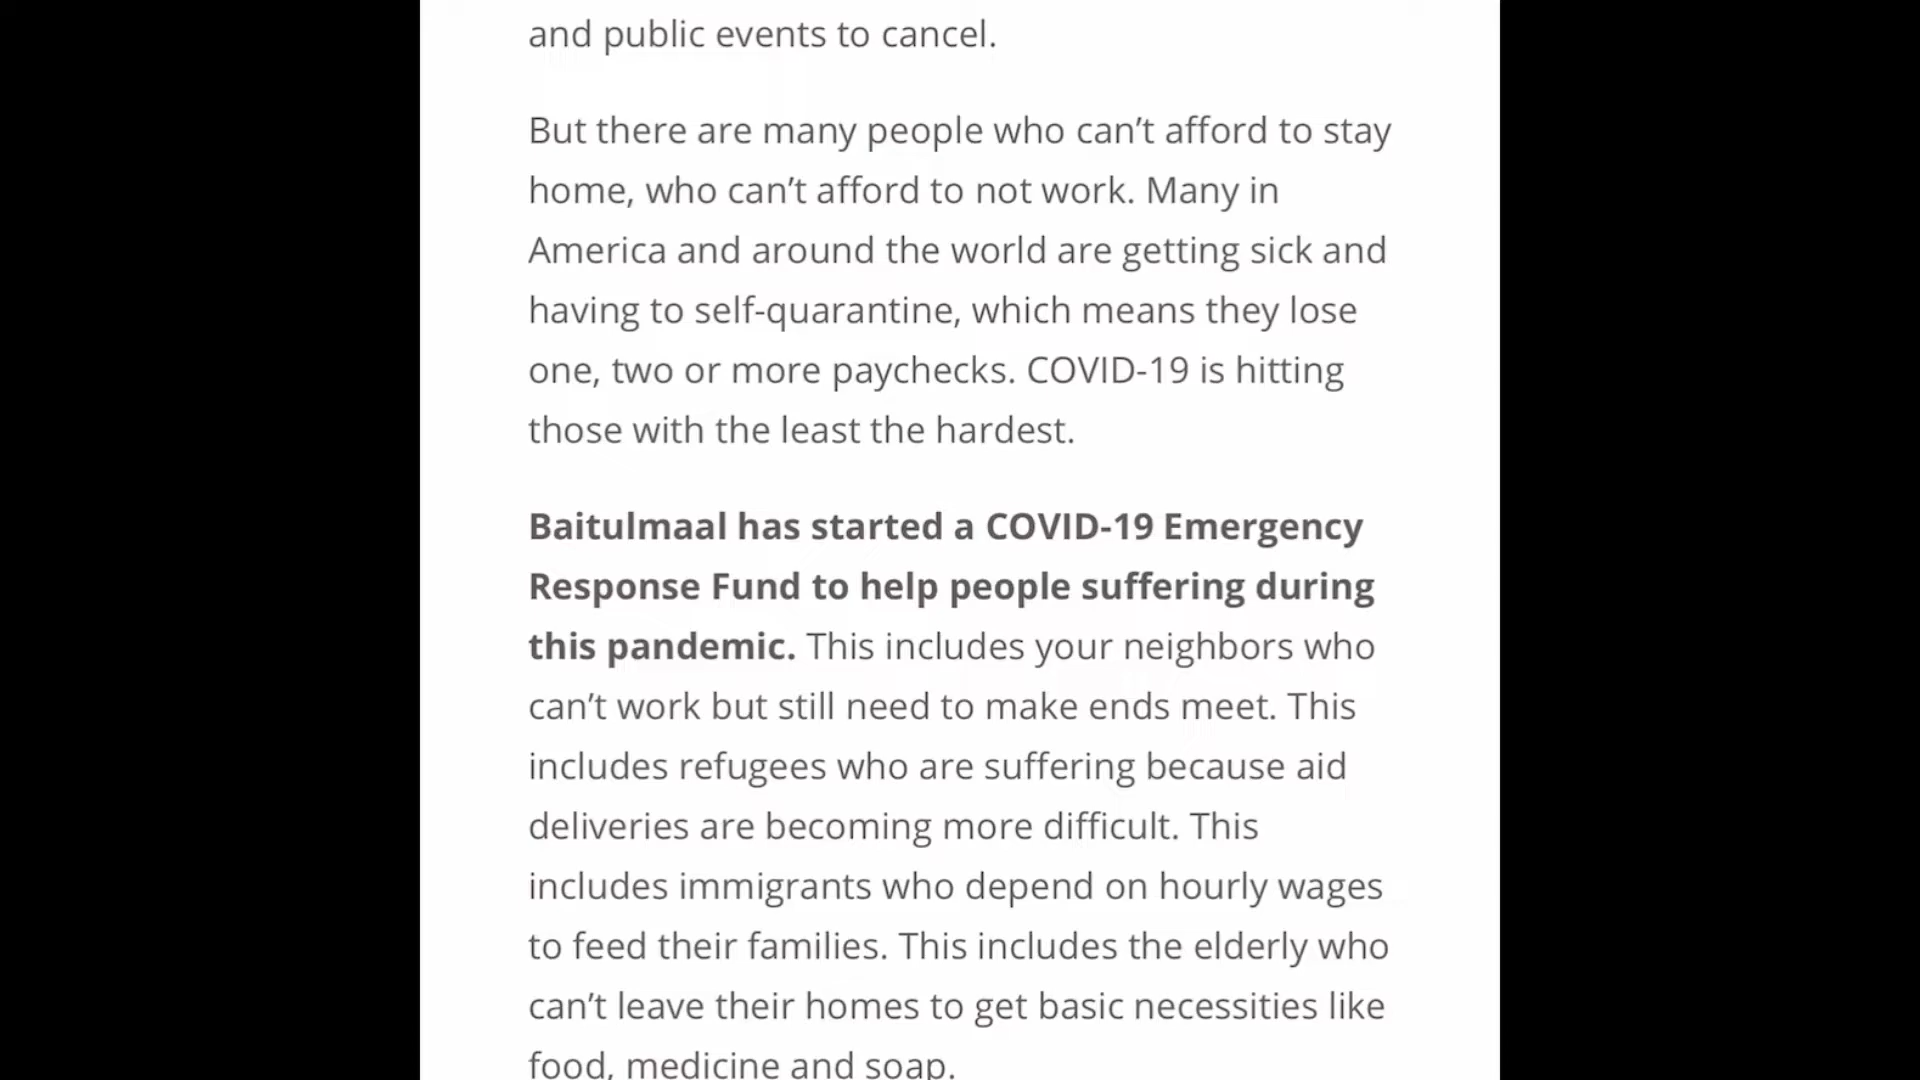 and public events to cancel.
But there are many people who can’t afford to stay
home, who can’t afford to not work. Many in
America and around the world are getting sick and
having to self-quarantine, which means they lose
one, two or more paychecks. COVID-19 is hitting
those with the least the hardest.
Baitulmaal has started a COVID-19 Emergency
Response Fund to help people suffering during
this pandemic. This includes your neighbors who
can’t work but still need to make ends meet. This
includes refugees who are suffering because aid
deliveries are becoming more difficult. This
includes immigrants who depend on hourly wages
to feed their families. This includes the elderly who
can’t leave their homes to get basic necessities like
food, medicine and soap.